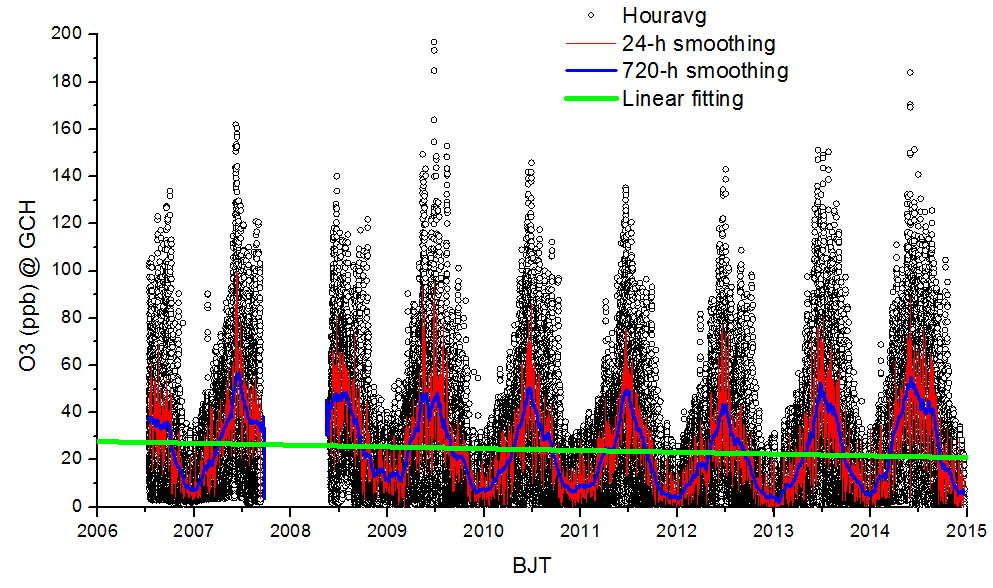 Houravg
24-h smoothing
720-h smoothing
Linear fitting
O3 (ppb) @ GCH
200
180
160
140
120
100
80
60
40
20
0
2006 2007 2008 2009 2010 2011 2012 2013 2014 2015
BJT